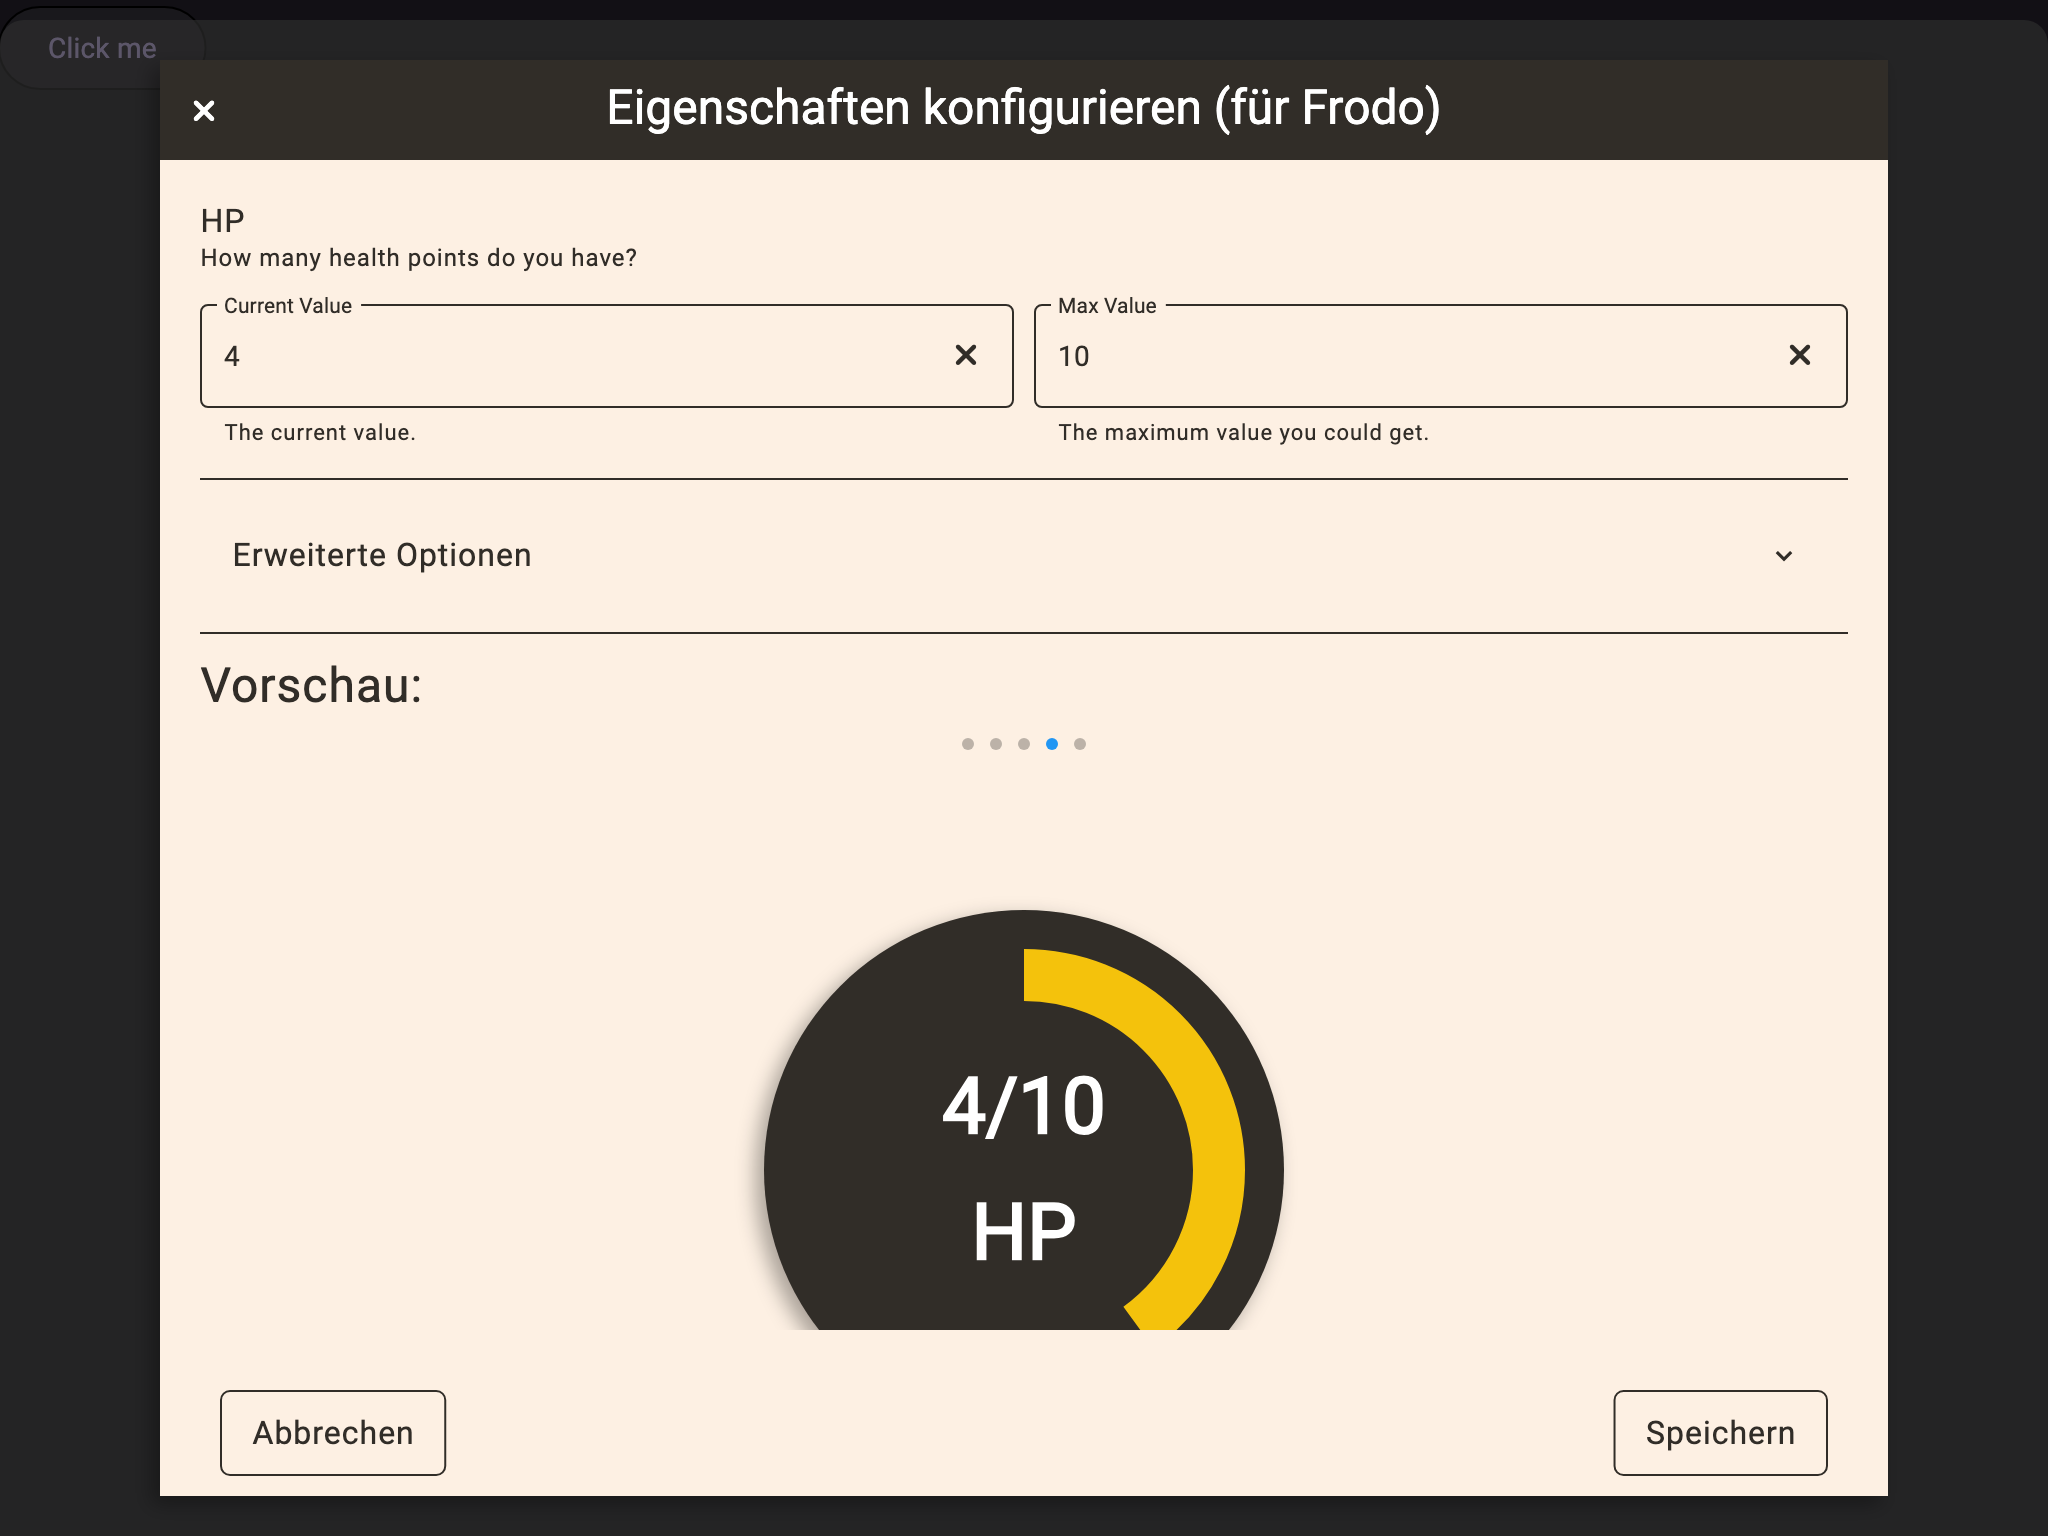 Click me
Eigenschaften konfigurieren (für Frodo)
HP
How many health points do you have?
Current Value
Max Value
4
10
The current value.
The maximum value you could get.
Erweiterte Optionen
Vorschau:
4/10
HP
Abbrechen
Speichern